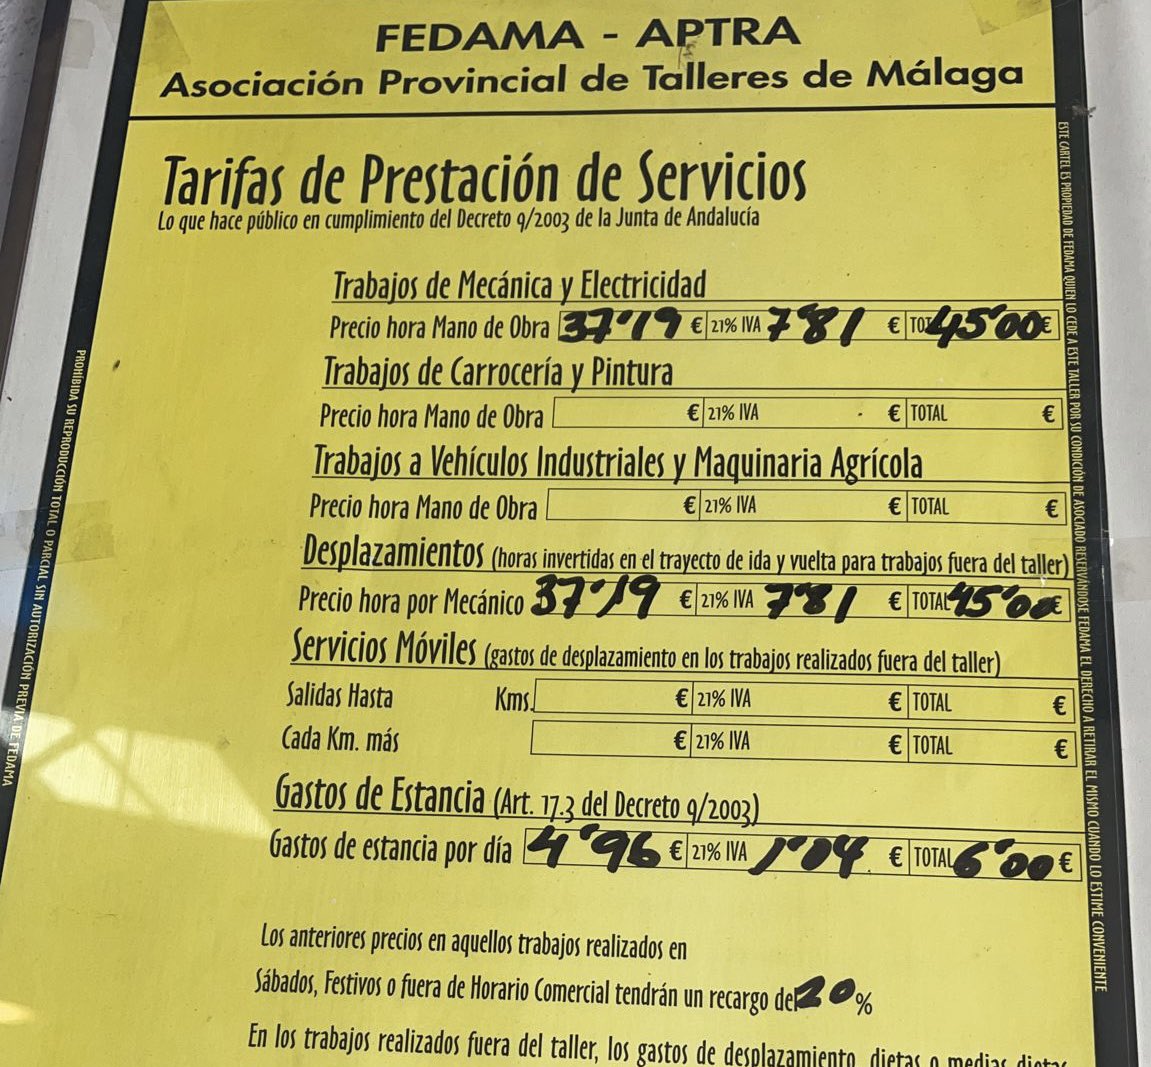 FEDAMA - APTRA
Asociación Provincial de Talleres de Málaga
Tarifas de Prestación de Servicios
Lo que hace público en cumplimiento del Decreto 9/2003 de la Junta de Andalucía
Trabajos de Mecánica y Electricidad
Precio hora Mano de Obra 37'19 € 21% IVA 7'81 € TOT 45'00 €
Trabajos de Carrocería y Pintura
Precio hora Mano de Obra € 21% IVA € TOTAL €
Trabajos a Vehículos Industriales y Maquinaria Agrícola
Precio hora Mano de Obra € 21% IVA € TOTAL €
Desplazamientos (horas invertidas en el trayecto de ida y vuelta para trabajos fuera del taller)
Precio hora por Mecánico 37'19 € 21% IVA 7'81 € TOTAL 45'00 €
Servicios Móviles (gastos de desplazamiento en los trabajos realizados fuera del taller)
Salidas Hasta Kms. € 21% IVA € TOTAL €
Cada Km. más € 21% IVA € TOTAL €
Gastos de Estancia (Art. 17.3 del Decreto 9/2003)
Gastos de estancia por día 4'96 € 21% IVA 1'04 € TOTAL 6'00 €
Los anteriores precios en aquellos trabajos realizados en
Sábados, Festivos o fuera de Horario Comercial tendrán un recargo del 20 %
En los trabajos realizados fuera del taller, los gastos de desplazamiento, dietas o medias dietas
PROHIBIDA SU REPRODUCCIÓN TOTAL O PARCIAL SIN AUTORIZACIÓN PREVIA DE FEDAMA
ESTE CARTEL ES PROPIEDAD DE FEDAMA QUIEN LO CEDE A ESTE TALLER POR SU CONDICIÓN DE ASOCIADO RESERVÁNDOSE FEDAMA EL DERECHO A RETIRAR EL MISMO CUANDO LO ESTIME CONVENIENTE